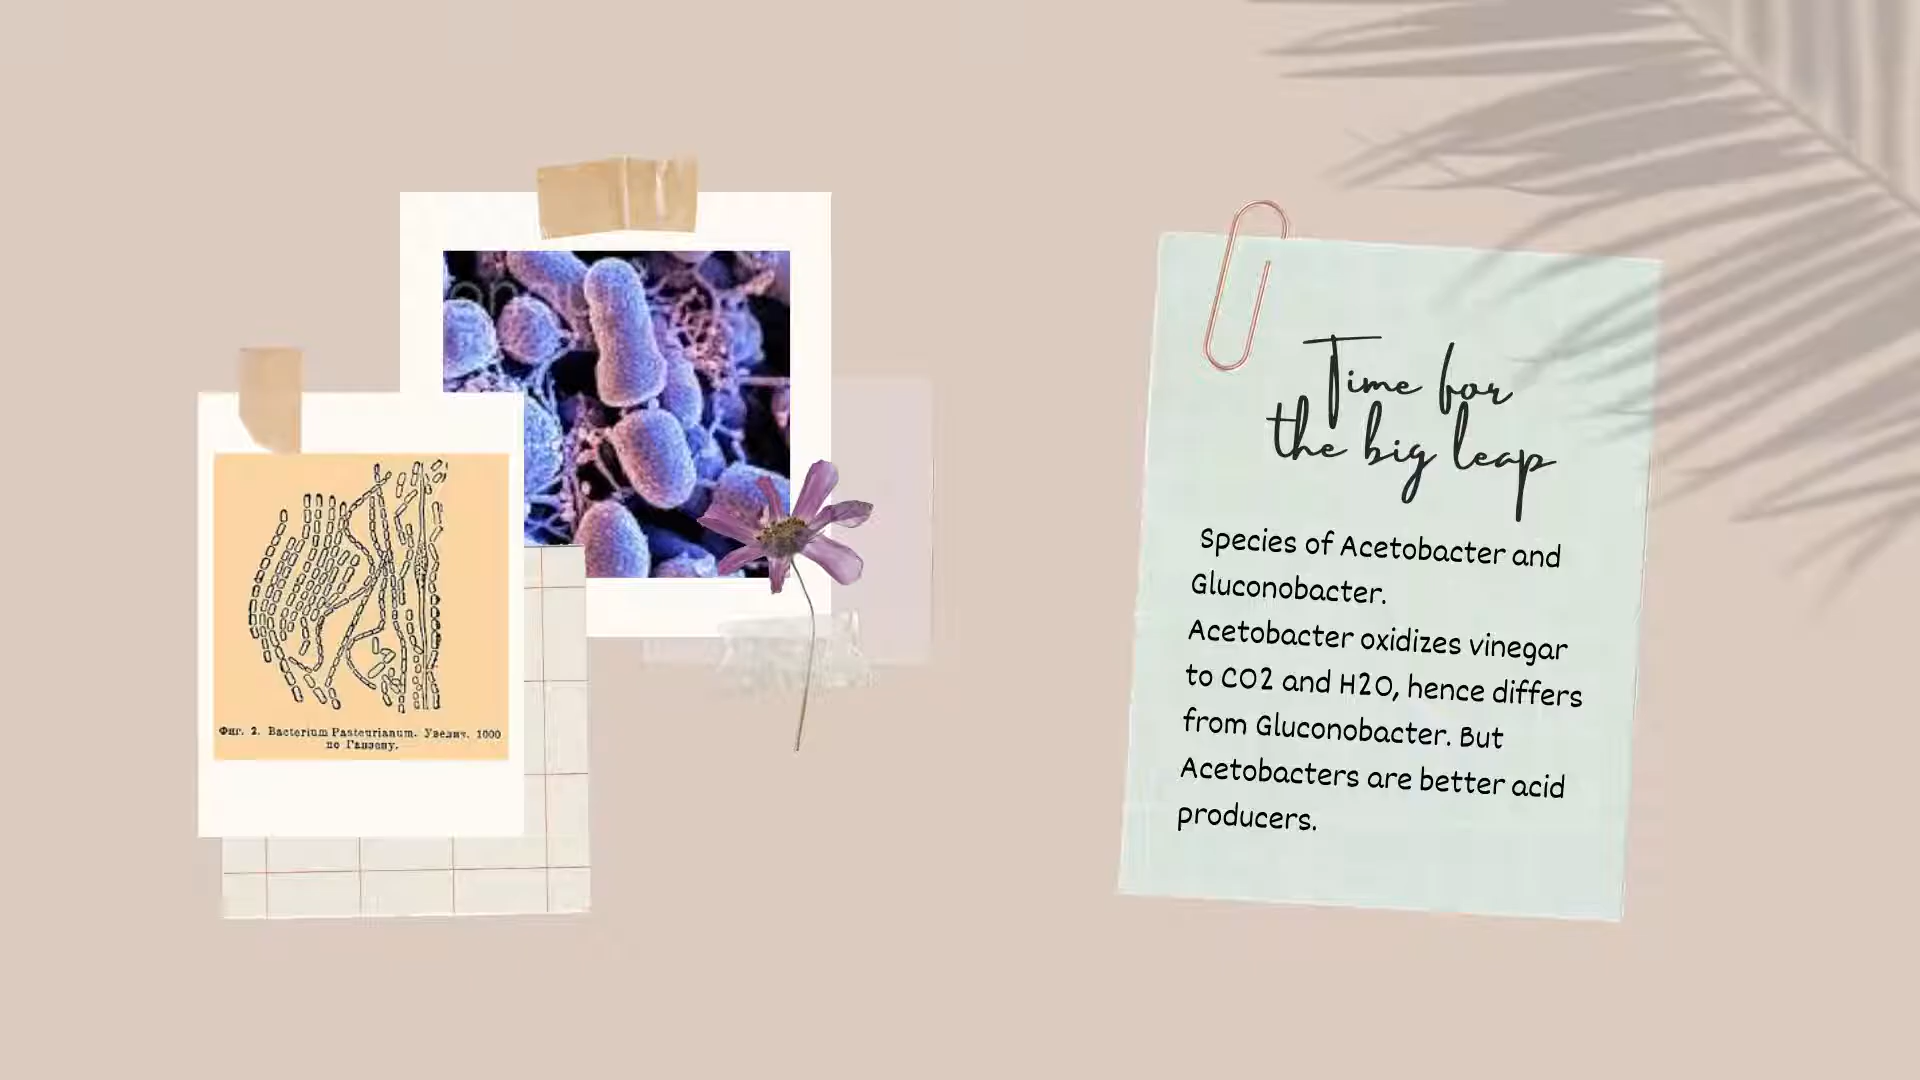 Фиг. 2. Bacterium Pasteurianum. Увелич. 1000
по Ганзену.
Time for
the big leap
Species of Acetobacter and
Gluconobacter.
Acetobacter oxidizes vinegar
to CO2 and H2O, hence differs
from Gluconobacter. But
Acetobacters are better acid
producers.